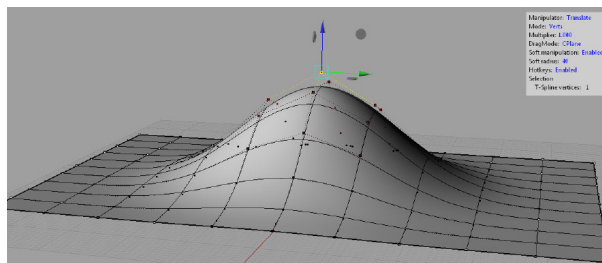 Manipulator: Translate
Mode: Verts
Multiplier: 1.000
DragMode: CPlane
Soft manipulation: Enabled
Soft radius: 40
Hotkeys: Enabled
Selection
T-Spline vertices: 1